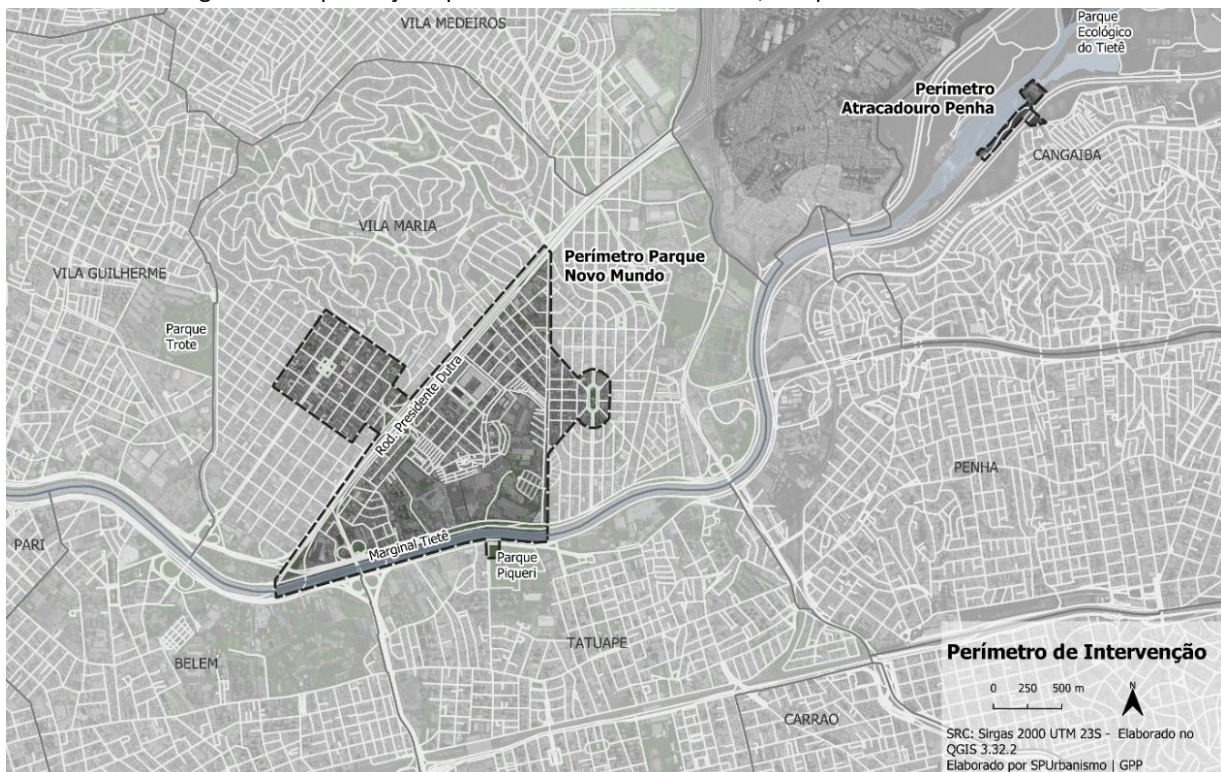 VILA MEDEIROS
Parque
Ecológico
do Tietê
Perímetro
Atracadouro Penha
CANGAIBA
VILA MARIA
Perímetro Parque
Novo Mundo
VILA GUILHERME
Parque
Trote
Rod. Presidente Dutra
PENHA
PARI
Marginal Tietê
Parque
Piqueri
TATUAPE
BELEM
CARRAO
Perímetro de Intervenção
0 250 500 m
N
SRC: Sirgas 2000 UTM 23S - Elaborado no
QGIS 3.32.2
Elaborado por SPUrbanismo | GPP